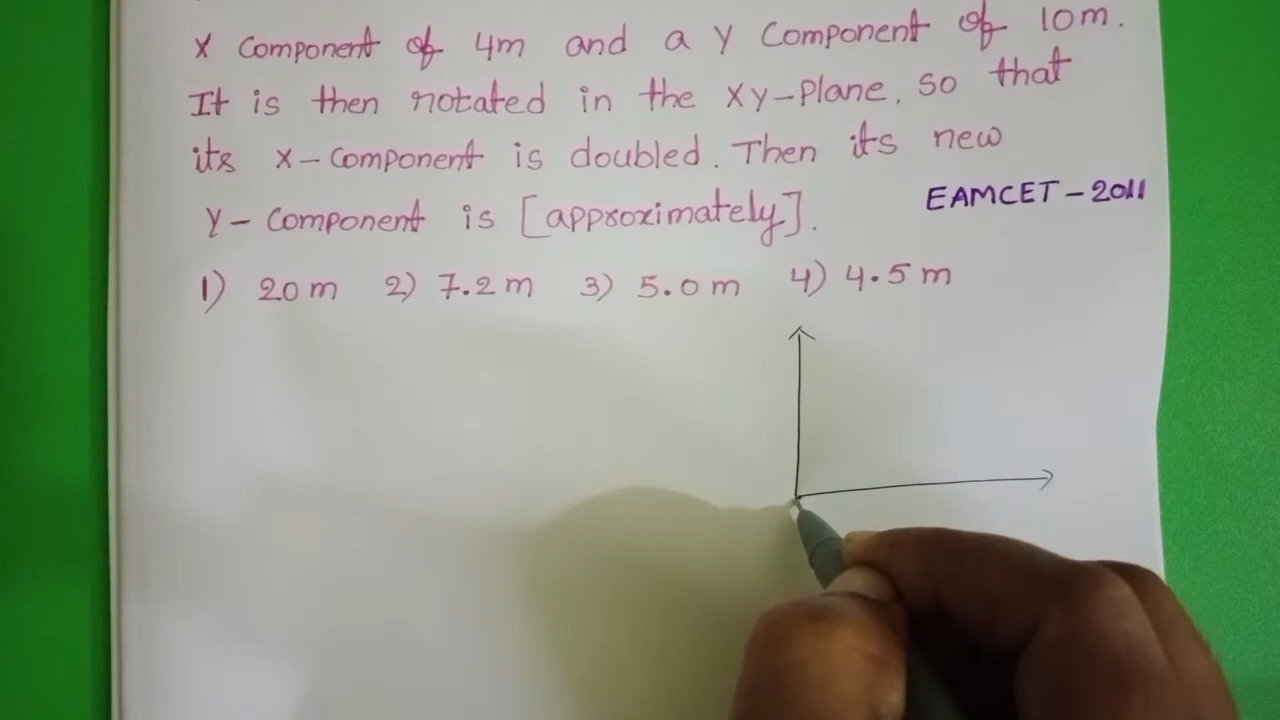 X Component of 4m and a Y Component of 10m.
It is then rotated in the XY-Plane, so that
its X-Component is doubled. Then its new
Y-Component is [approximately].
EAMCET-2011
1) 20m 2) 7.2m 3) 5.0m 4) 4.5m